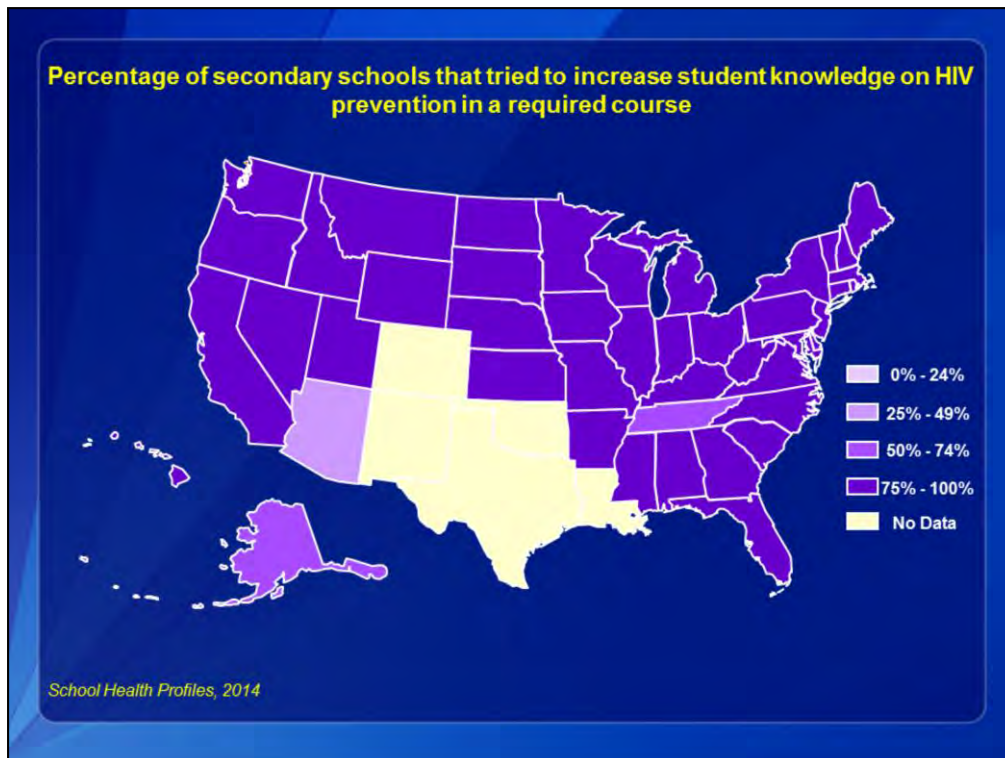 Percentage of secondary schools that tried to increase student knowledge on HIV
prevention in a required course
0% - 24%
25% - 49%
50% - 74%
75% - 100%
No Data
School Health Profiles, 2014